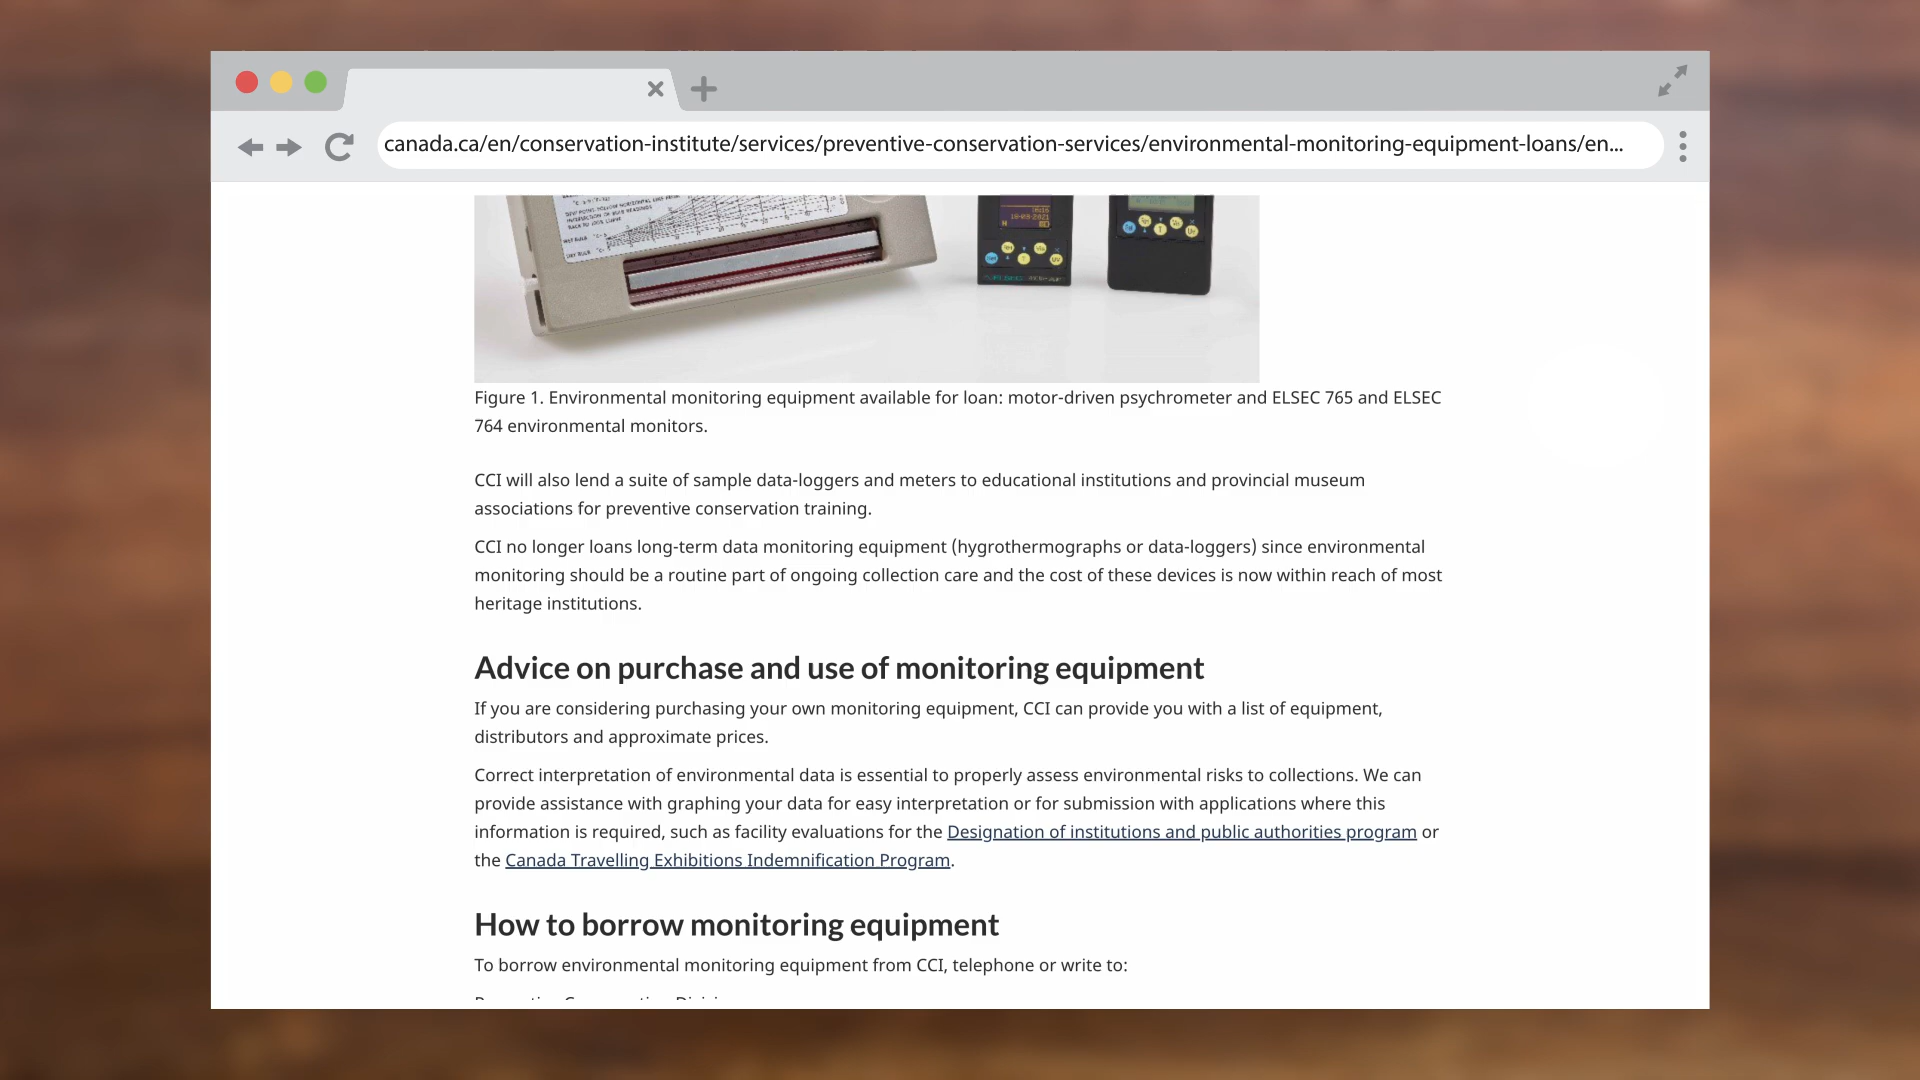 canada.ca/en/conservation-institute/services/preventive-conservation-services/environmental-monitoring-equipment-loans/en...
18-08-2021
Figure 1. Environmental monitoring equipment available for loan: motor-driven psychrometer and ELSEC 765 and ELSEC
764 environmental monitors.
CCI will also lend a suite of sample data-loggers and meters to educational institutions and provincial museum
associations for preventive conservation training.
CCI no longer loans long-term data monitoring equipment (hygrothermographs or data-loggers) since environmental
monitoring should be a routine part of ongoing collection care and the cost of these devices is now within reach of most
heritage institutions.
Advice on purchase and use of monitoring equipment
If you are considering purchasing your own monitoring equipment, CCI can provide you with a list of equipment,
distributors and approximate prices.
Correct interpretation of environmental data is essential to properly assess environmental risks to collections. We can
provide assistance with graphing your data for easy interpretation or for submission with applications where this
information is required, such as facility evaluations for the Designation of institutions and public authorities program or
the Canada Travelling Exhibitions Indemnification Program.
How to borrow monitoring equipment
To borrow environmental monitoring equipment from CCI, telephone or write to: